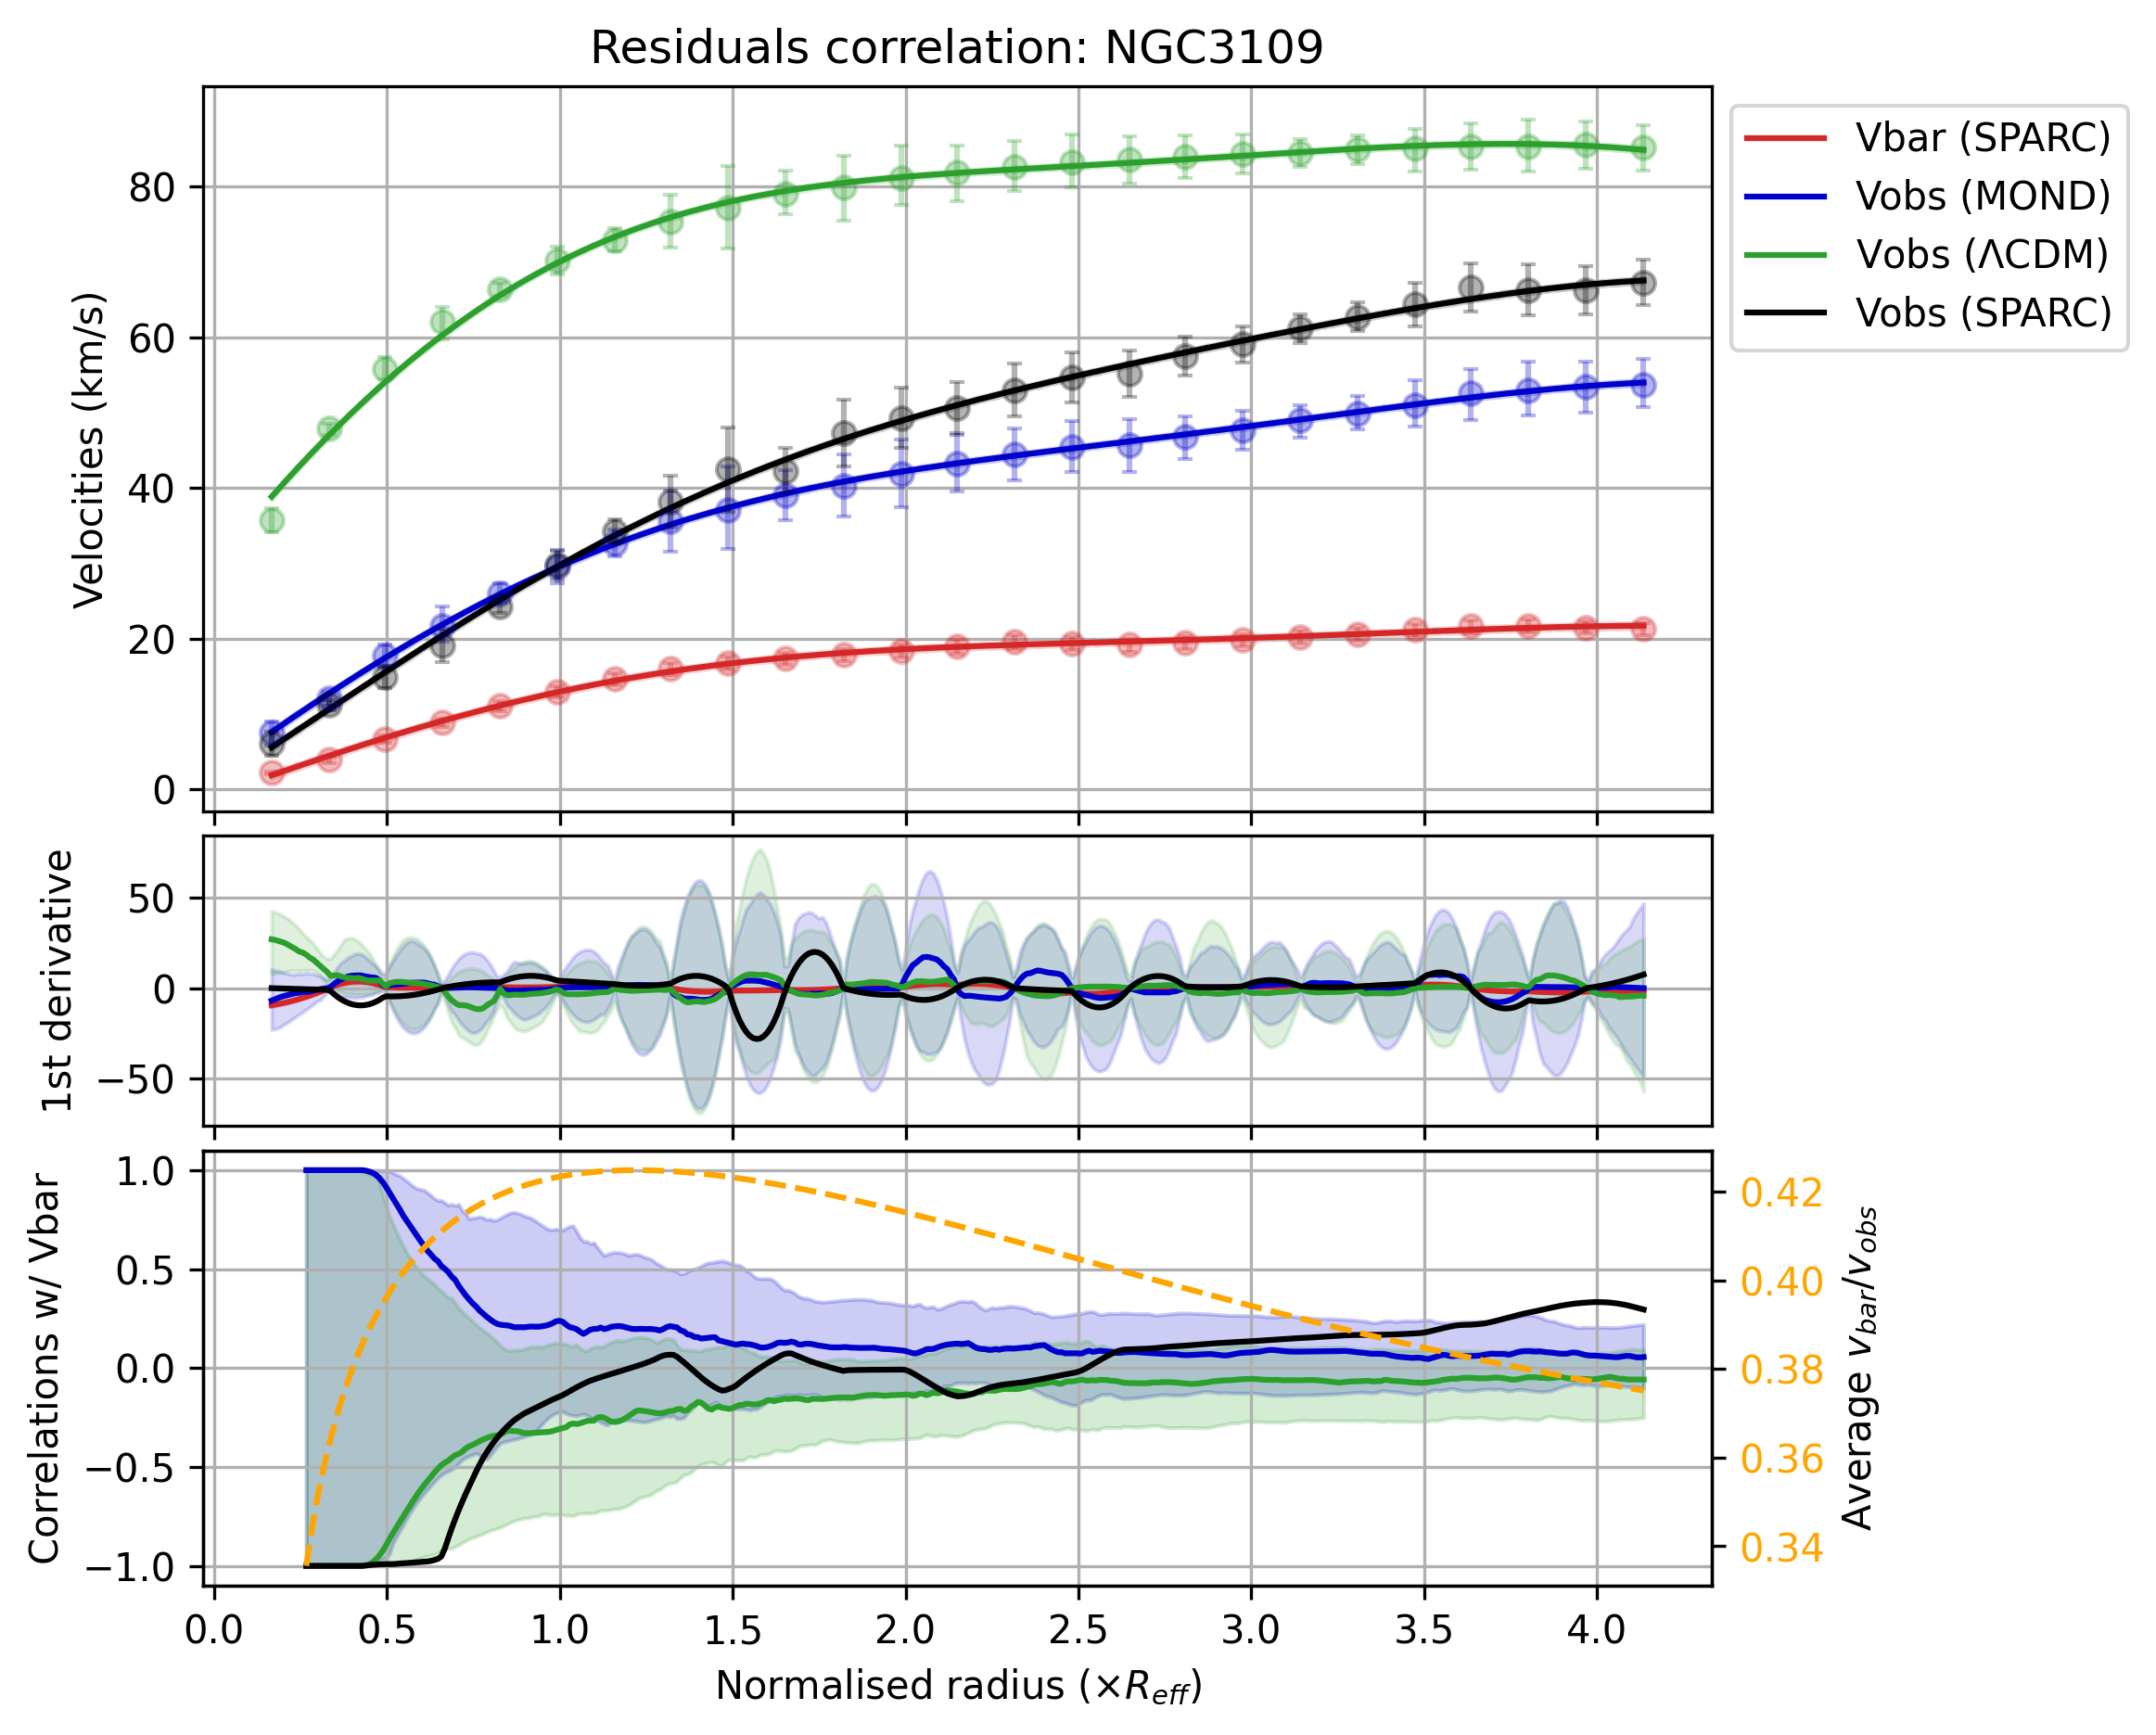 Residuals correlation: NGC3109
Vbar (SPARC)
Vobs (MOND)
Vobs (ΛCDM)
Vobs (SPARC)
Velocities (km/s)
80
60
40
20
0
1st derivative
50
0
−50
Correlations w/ Vbar
1.0
0.5
0.0
−0.5
−1.0
0.42
0.40
0.38
0.36
0.34
Average v_bar/v_obs
0.0 0.5 1.0 1.5 2.0 2.5 3.0 3.5 4.0
Normalised radius (×R_eff)